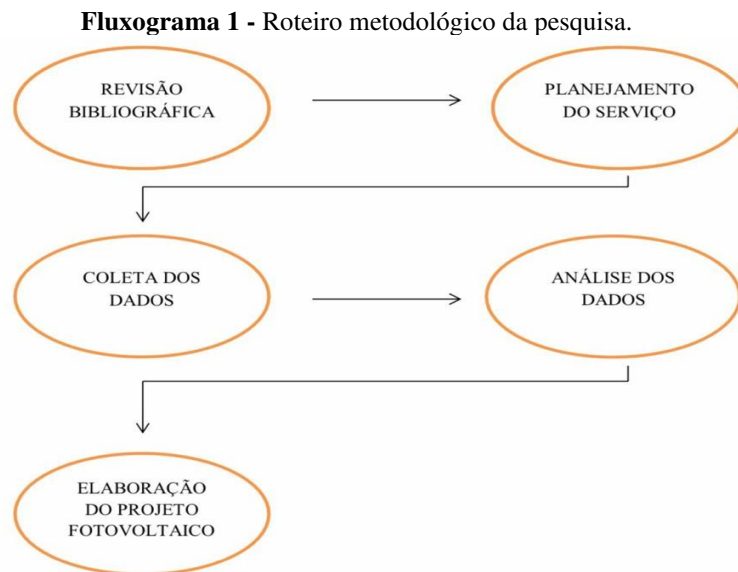 Fluxograma 1 - Roteiro metodológico da pesquisa.
REVISÃO
BIBLIOGRÁFICA
PLANEJAMENTO
DO SERVIÇO
COLETA DOS
DADOS
ANÁLISE DOS
DADOS
ELABORAÇÃO
DO PROJETO
FOTOVOLTAICO